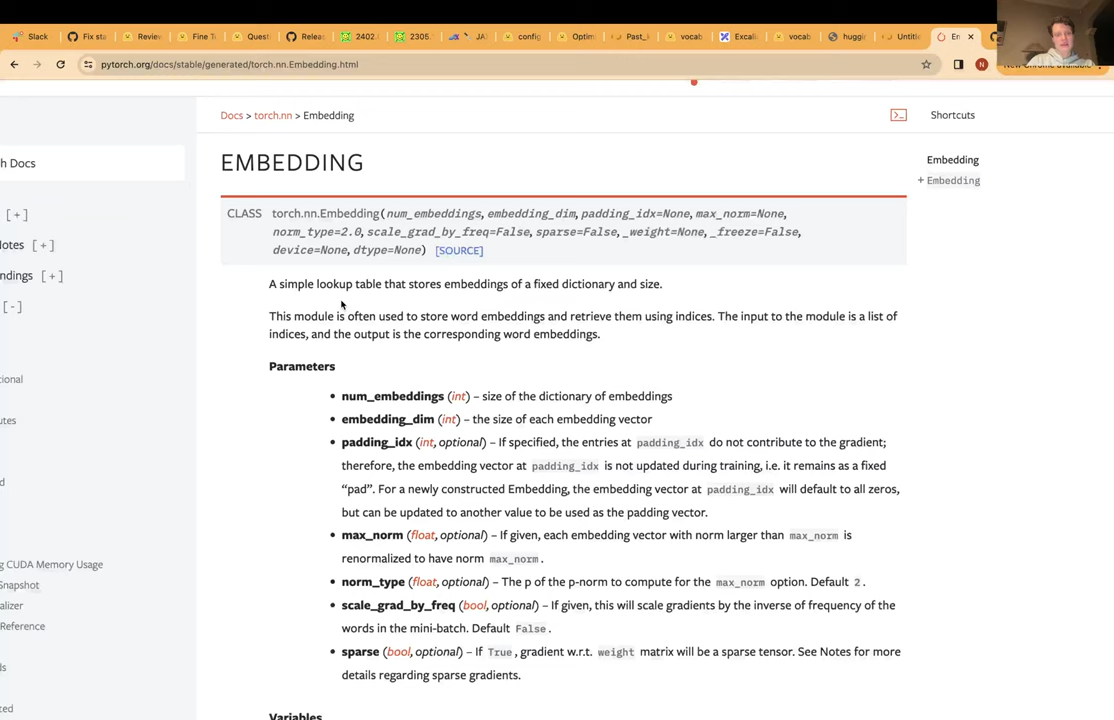 Slack
Fix sta
Review
Fine T
Quest
Releas
2402.
2305.
JA
config
Optimi
Past_k
vocab
Excalid
vocab
huggin
Untitle
Em
pytorch.org/docs/stable/generated/torch.nn.Embedding.html
N
Docs > torch.nn > Embedding
Shortcuts
h Docs
EMBEDDING
Embedding
+ Embedding
CLASS torch.nn.Embedding(num_embeddings, embedding_dim, padding_idx=None, max_norm=None,
norm_type=2.0, scale_grad_by_freq=False, sparse=False, _weight=None, _freeze=False,
device=None, dtype=None) [SOURCE]
[ + ]
otes [ + ]
ndings [ + ]
[ - ]
A simple lookup table that stores embeddings of a fixed dictionary and size.
This module is often used to store word embeddings and retrieve them using indices. The input to the module is a list of
indices, and the output is the corresponding word embeddings.
Parameters
• num_embeddings (int) – size of the dictionary of embeddings
• embedding_dim (int) – the size of each embedding vector
• padding_idx (int, optional) – If specified, the entries at padding_idx do not contribute to the gradient;
therefore, the embedding vector at padding_idx is not updated during training, i.e. it remains as a fixed
“pad”. For a newly constructed Embedding, the embedding vector at padding_idx will default to all zeros,
but can be updated to another value to be used as the padding vector.
• max_norm (float, optional) – If given, each embedding vector with norm larger than max_norm is
renormalized to have norm max_norm.
• norm_type (float, optional) – The p of the p-norm to compute for the max_norm option. Default 2.
• scale_grad_by_freq (bool, optional) – If given, this will scale gradients by the inverse of frequency of the
words in the mini-batch. Default False.
• sparse (bool, optional) – If True, gradient w.r.t. weight matrix will be a sparse tensor. See Notes for more
details regarding sparse gradients.
Variables
tional
utes
d
g CUDA Memory Usage
Snapshot
alizer
Reference
ds
ted